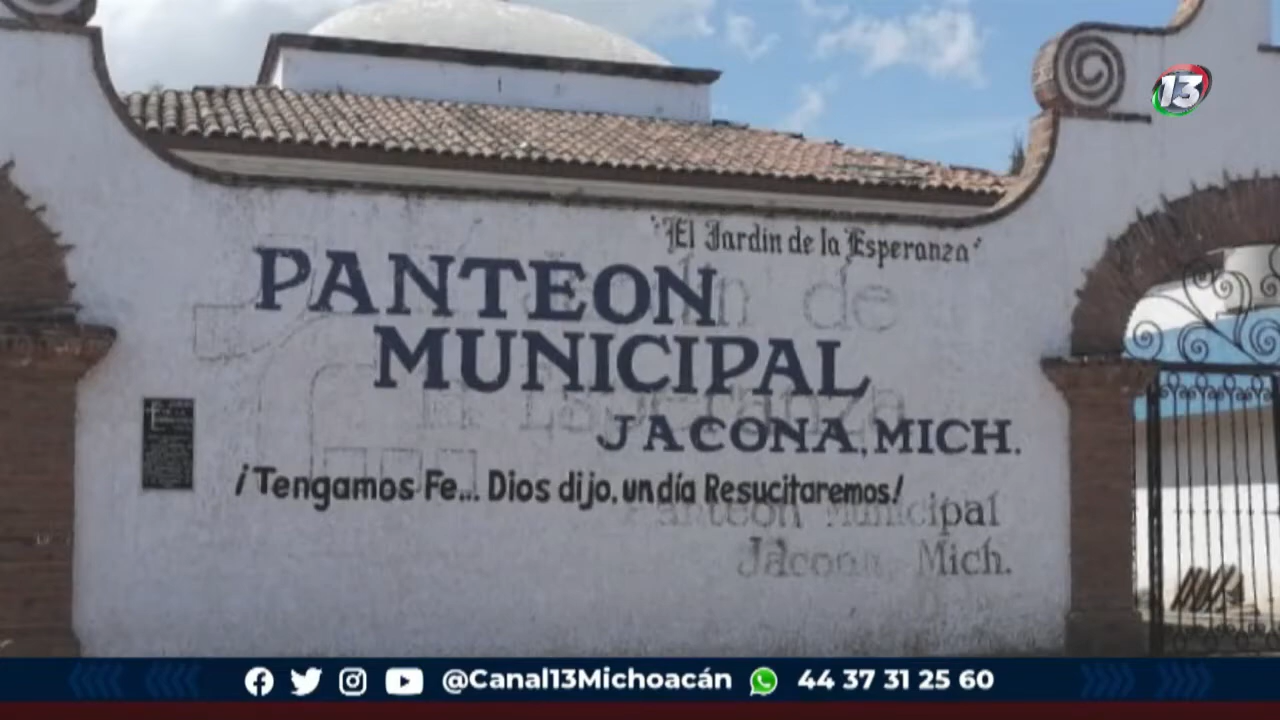 13
"El Jardin de la Esperanza"
PANTEON
MUNICIPAL
JACONA, MICH.
¡Tengamos Fe... Dios dijo, un día Resucitaremos!
Panteon Municipal
Jacona Mich.
@Canal13Michoacán 44 37 31 25 60